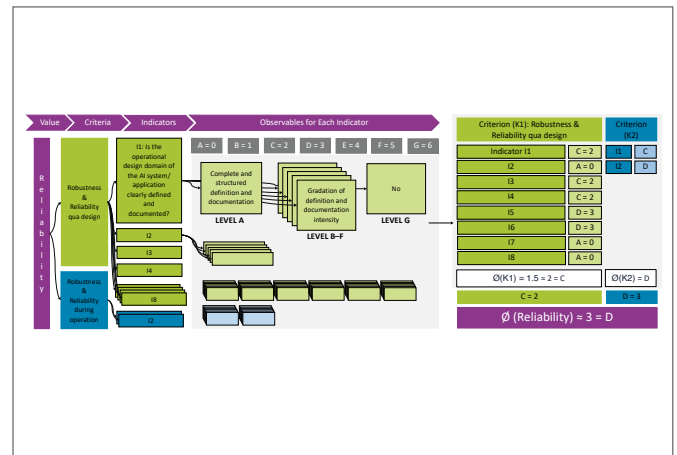 Value
Criteria
Indicators
Observables for Each Indicator
Reliability
Robustness
&
Reliability
qua design
Robustness
&
Reliability
during
operation
I1: Is the
operational
design domain
of the AI system/
application
clearly defined
and
documented?
I2
I3
I4
I8
I2
A = 0
B = 1
C = 2
D = 3
E = 4
F = 5
G = 6
Complete and
structured
definition and
documentation
LEVEL A
Gradation of
definition and
documentation
intensity
LEVEL B–F
No
LEVEL G
Criterion (K1): Robustness &
Reliability qua design
Indicator I1 C = 2
I2 A = 0
I3 C = 2
I4 C = 2
I5 D = 3
I6 D = 3
I7 A = 0
I8 A = 0
Ø(K1) = 1.5 ≈ 2 = C
C = 2
Criterion
(K2)
I1 C
I2 D
Ø(K2) = D
D = 3
Ø (Reliability) ≈ 3 = D